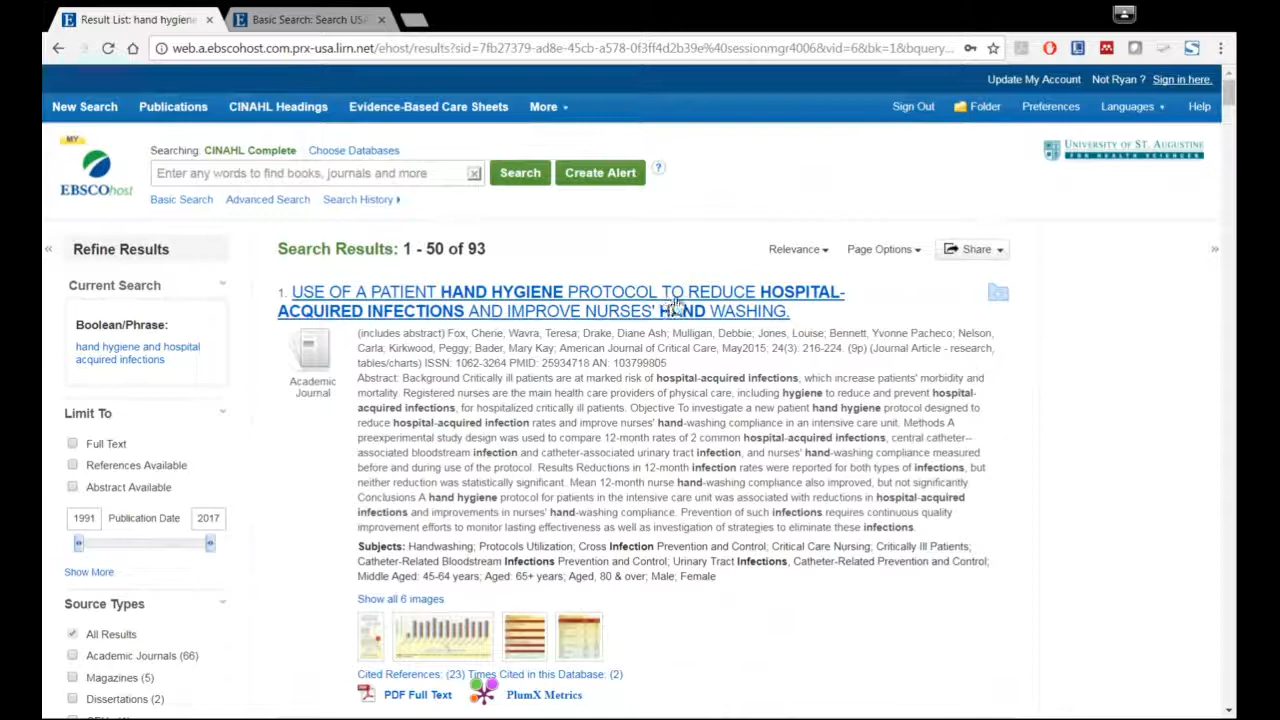 Result List: hand hygiene
Basic Search: Search USA
web.a.ebscohost.com.prx-usa.lirn.net/ehost/results?sid=7fb27379-ad8e-45cb-a578-0f3ff4d2b39e%40sessionmgr4006&vid=6&bk=1&bquery...
Update My Account Not Ryan ? Sign in here.
New Search Publications CINAHL Headings Evidence-Based Care Sheets More Sign Out Folder Preferences Languages Help
MY
EBSCOhost
Searching: CINAHL Complete Choose Databases
Enter any words to find books, journals and more Search Create Alert ?
Basic Search Advanced Search Search History
UNIVERSITY OF ST. AUGUSTINE
FOR HEALTH SCIENCES
« Refine Results
Search Results: 1 - 50 of 93 Relevance Page Options Share »
Current Search
Boolean/Phrase:
hand hygiene and hospital
acquired infections
Limit To
Full Text
References Available
Abstract Available
1991 Publication Date 2017
Show More
Source Types
All Results
Academic Journals (66)
Magazines (5)
Dissertations (2)
1. USE OF A PATIENT HAND HYGIENE PROTOCOL TO REDUCE HOSPITAL-
ACQUIRED INFECTIONS AND IMPROVE NURSES' HAND WASHING.
Academic
Journal
(includes abstract) Fox, Cherie, Wavra, Teresa; Drake, Diane Ash; Mulligan, Debbie; Jones, Louise; Bennett, Yvonne Pacheco; Nelson,
Carla; Kirkwood, Peggy; Bader, Mary Kay; American Journal of Critical Care, May2015; 24(3): 216-224. (9p) (Journal Article - research,
tables/charts) ISSN: 1062-3264 PMID: 25934718 AN: 103799805
Abstract: Background Critically ill patients are at marked risk of hospital-acquired infections, which increase patients' morbidity and
mortality. Registered nurses are the main health care providers of physical care, including hygiene to reduce and prevent hospital-
acquired infections, for hospitalized critically ill patients. Objective To investigate a new patient hand hygiene protocol designed to
reduce hospital-acquired infection rates and improve nurses' hand-washing compliance in an intensive care unit. Methods A
preexperimental study design was used to compare 12-month rates of 2 common hospital-acquired infections, central catheter--
associated bloodstream infection and catheter-associated urinary tract infection, and nurses' hand-washing compliance measured
before and during use of the protocol. Results Reductions in 12-month infection rates were reported for both types of infections, but
neither reduction was statistically significant. Mean 12-month nurse hand-washing compliance also improved, but not significantly
Conclusions A hand hygiene protocol for patients in the intensive care unit was associated with reductions in hospital-acquired
infections and improvements in nurses' hand-washing compliance. Prevention of such infections requires continuous quality
improvement efforts to monitor lasting effectiveness as well as investigation of strategies to eliminate these infections.
Subjects: Handwashing; Protocols Utilization; Cross Infection Prevention and Control; Critical Care Nursing; Critically Ill Patients;
Catheter-Related Bloodstream Infections Prevention and Control; Urinary Tract Infections, Catheter-Related Prevention and Control;
Middle Aged: 45-64 years; Aged: 65+ years; Aged, 80 & over; Male; Female
Show all 6 images
Cited References: (23) Times Cited in this Database: (2)
PDF Full Text PlumX Metrics